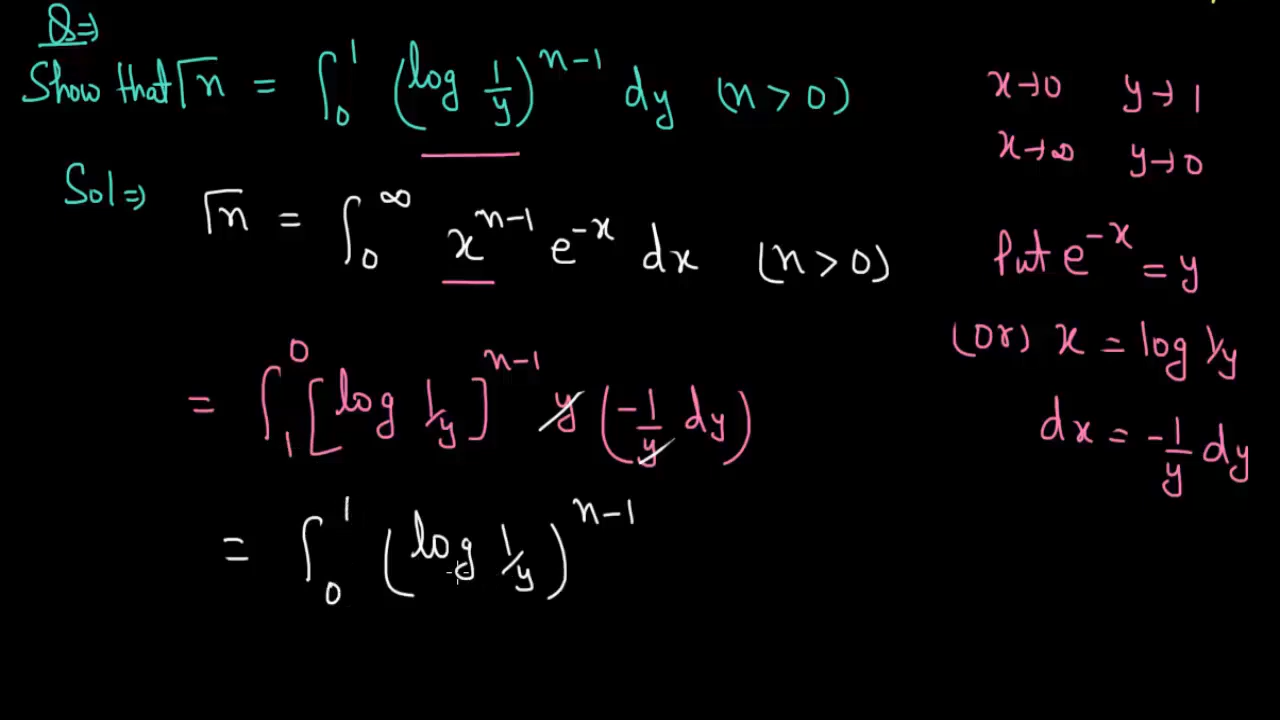 Q⇒
Show that Γn = ∫₀¹ (log 1/y)ⁿ⁻¹ dy (n > 0)
Sol⇒
Γn = ∫₀^∞ xⁿ⁻¹ e⁻ˣ dx (n > 0)
= ∫₁⁰ [log 1/y]ⁿ⁻¹ y (-1/y dy)
= ∫₀¹ (log 1/y)ⁿ⁻¹
x→0 y→1
x→∞ y→0
Put e⁻ˣ = y
(or) x = log 1/y
dx = -1/y dy